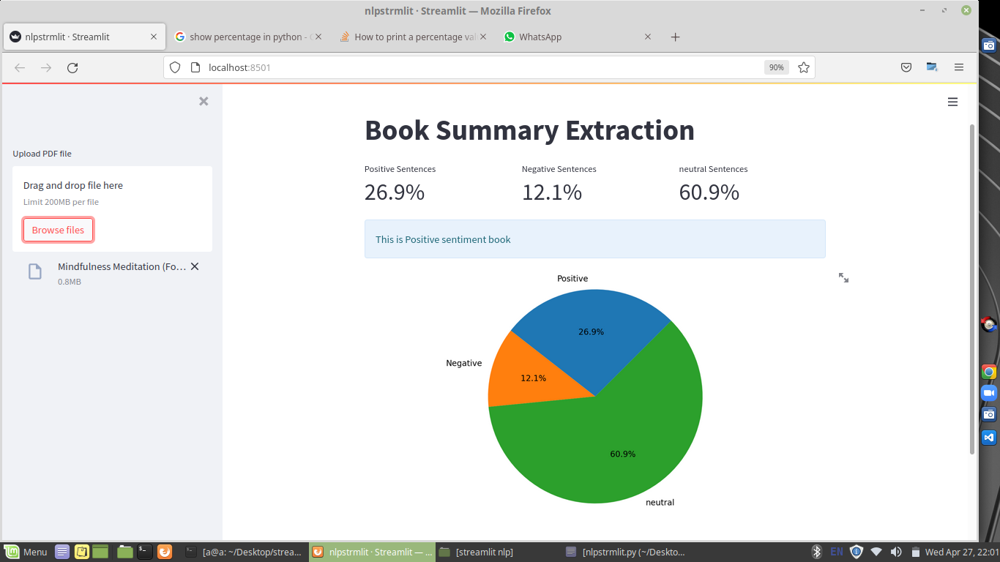 nlpstrmlit · Streamlit — Mozilla Firefox
nlpstrmlit · Streamlit
show percentage in python -
How to print a percentage val
WhatsApp
localhost:8501
90%
Upload PDF file
Drag and drop file here
Limit 200MB per file
Browse files
Mindfulness Meditation (Fo…
0.8MB
Book Summary Extraction
Positive Sentences
Negative Sentences
neutral Sentences
26.9%
12.1%
60.9%
This is Positive sentiment book
Positive
26.9%
Negative
12.1%
60.9%
neutral
Menu
[a@a: ~/Desktop/strea...
nlpstrmlit · Streamlit — ...
[streamlit nlp]
[nlpstrmlit.py (~/Deskto...
EN
Wed Apr 27, 22:01